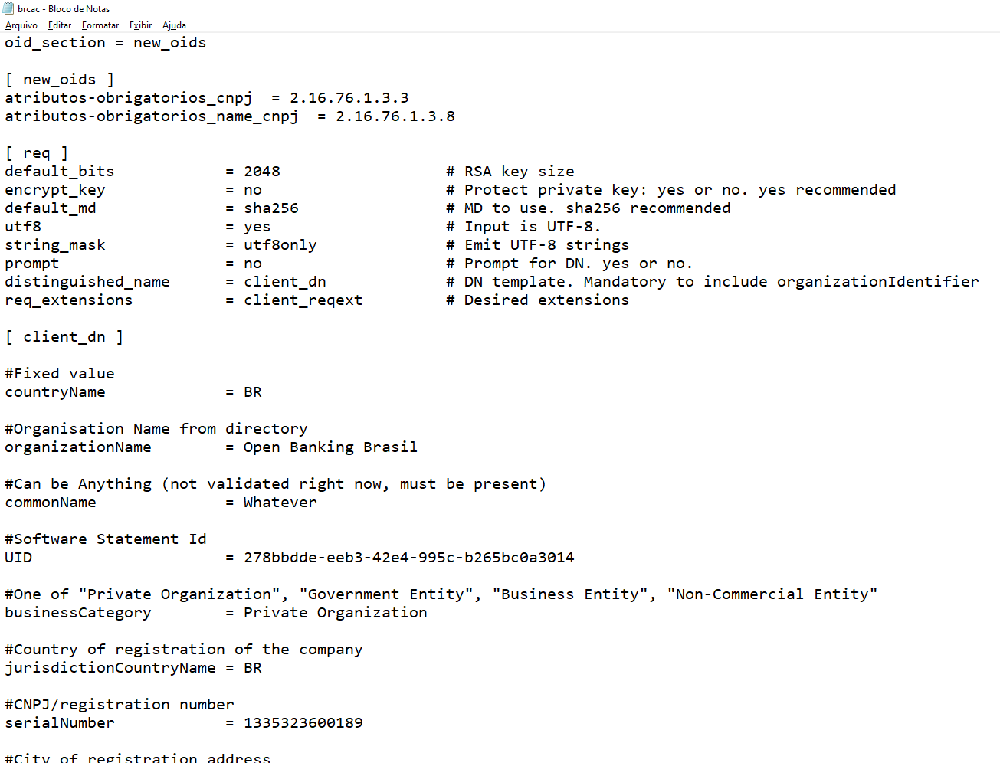 brcac - Bloco de Notas
Arquivo Editar Formatar Exibir Ajuda
oid_section = new_oids
[ new_oids ]
atributos-obrigatorios_cnpj = 2.16.76.1.3.3
atributos-obrigatorios_name_cnpj = 2.16.76.1.3.8
[ req ]
default_bits = 2048 # RSA key size
encrypt_key = no # Protect private key: yes or no. yes recommended
default_md = sha256 # MD to use. sha256 recommended
utf8 = yes # Input is UTF-8.
string_mask = utf8only # Emit UTF-8 strings
prompt = no # Prompt for DN. yes or no.
distinguished_name = client_dn # DN template. Mandatory to include organizationIdentifier
req_extensions = client_reqext # Desired extensions
[ client_dn ]
#Fixed value
countryName = BR
#Organisation Name from directory
organizationName = Open Banking Brasil
#Can be Anything (not validated right now, must be present)
commonName = Whatever
#Software Statement Id
UID = 278bbdde-eeb3-42e4-995c-b265bc0a3014
#One of "Private Organization", "Government Entity", "Business Entity", "Non-Commercial Entity"
businessCategory = Private Organization
#Country of registration of the company
jurisdictionCountryName = BR
#CNPJ/registration number
serialNumber = 1335323600189
#City of registration address